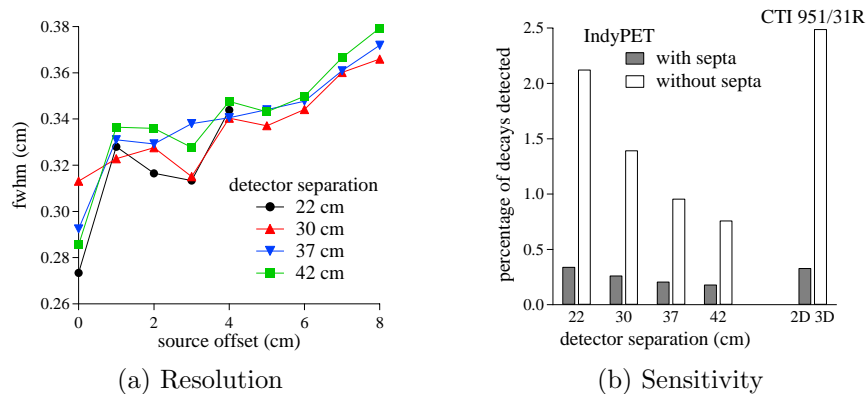 0.38
0.36
0.34
0.32
0.30
0.28
0.26
fwhm (cm)
detector separation
22 cm
30 cm
37 cm
42 cm
0 2 4 6 8
source offset (cm)
(a) Resolution
CTI 951/31R
IndyPET
with septa
without septa
2.5
2.0
1.5
1.0
0.5
0.0
percentage of decays detected
22 30 37 42 2D 3D
detector separation (cm)
(b) Sensitivity